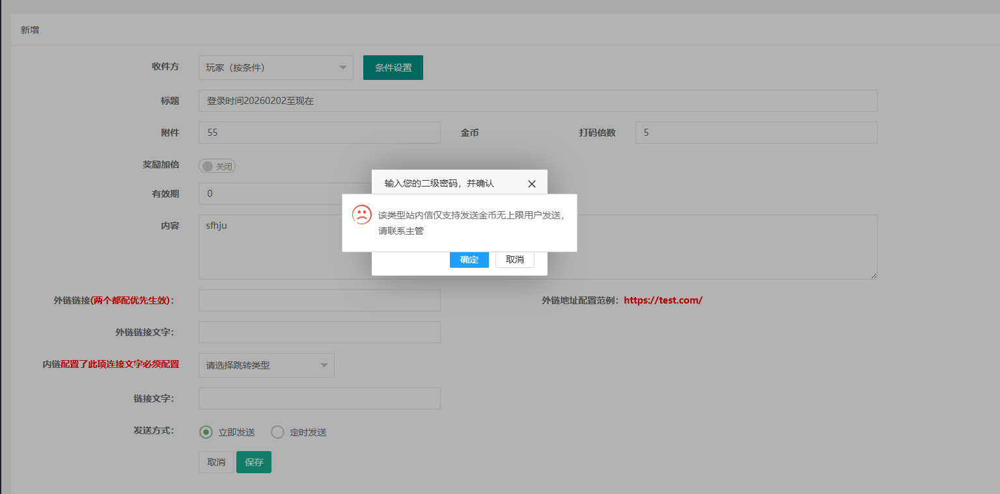 新增
收件方 玩家（按条件） 条件设置
标题 登录时间20260202至现在
附件 55 金币 打码倍数 5
奖励加倍 关闭
输入您的二级密码，并确认
有效期 0
该类型站内信仅支持发送金币无上限用户发送，
请联系主管
内容 sfhju
确定 取消
外链链接(两个都配优先生效)： 外链地址配置范例：https://test.com/
外链链接文字：
内链配置了此项连接文字必须配置 请选择跳转类型
链接文字：
发送方式： 立即发送 定时发送
取消 保存